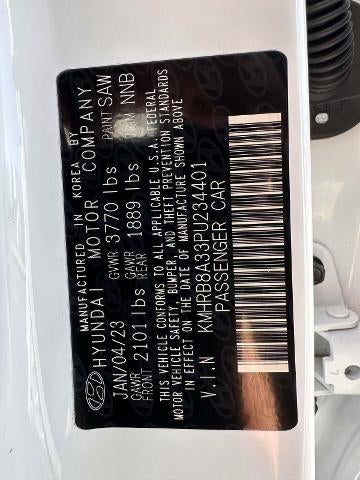 MANUFACTURED IN KOREA BY
HYUNDAI MOTOR COMPANY
JAN/04/23 GVWR 3770 lbs PAINT SAW
GAWR FRONT 2101 lbs GAWR REAR 1889 lbs TRIM NNB
THIS VEHICLE CONFORMS TO ALL APPLICABLE U.S.A. FEDERAL
MOTOR VEHICLE SAFETY, BUMPER, AND THEFT PREVENTION STANDARDS
IN EFFECT ON THE DATE OF MANUFACTURE SHOWN ABOVE
V.I.N KMHRB8A33PU234401
PASSENGER CAR